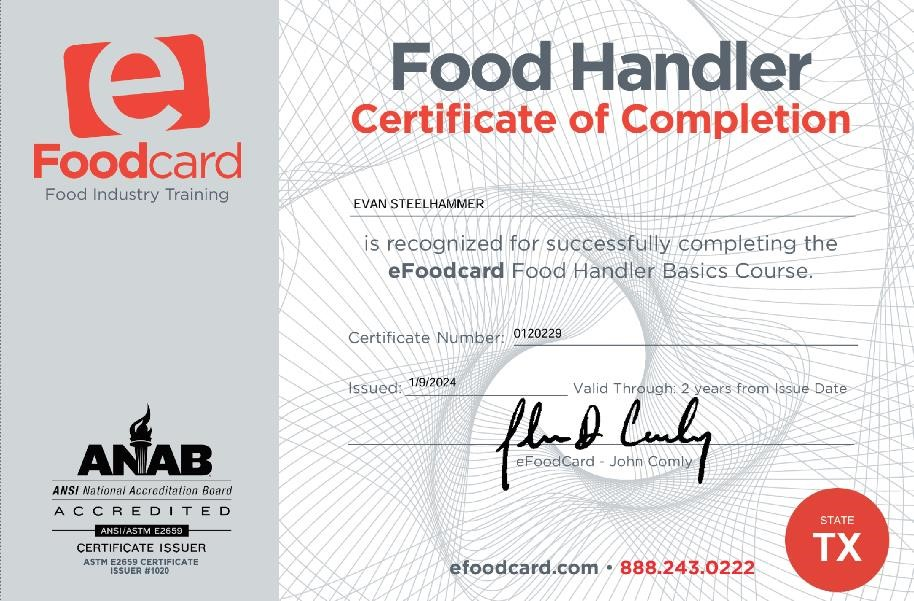 e
Foodcard
Food Industry Training
Food Handler
Certificate of Completion
EVAN STEELHAMMER
is recognized for successfully completing the
eFoodcard Food Handler Basics Course.
Certificate Number: 0120229
Issued: 1/9/2024 Valid Through: 2 years from Issue Date
John D Comly
eFoodCard - John Comly
ANAB
ANSI National Accreditation Board
ACCREDITED
ANSI/ASTM E2659
CERTIFICATE ISSUER
ASTM E2659 CERTIFICATE
ISSUER #1020
efoodcard.com • 888.243.0222
STATE
TX